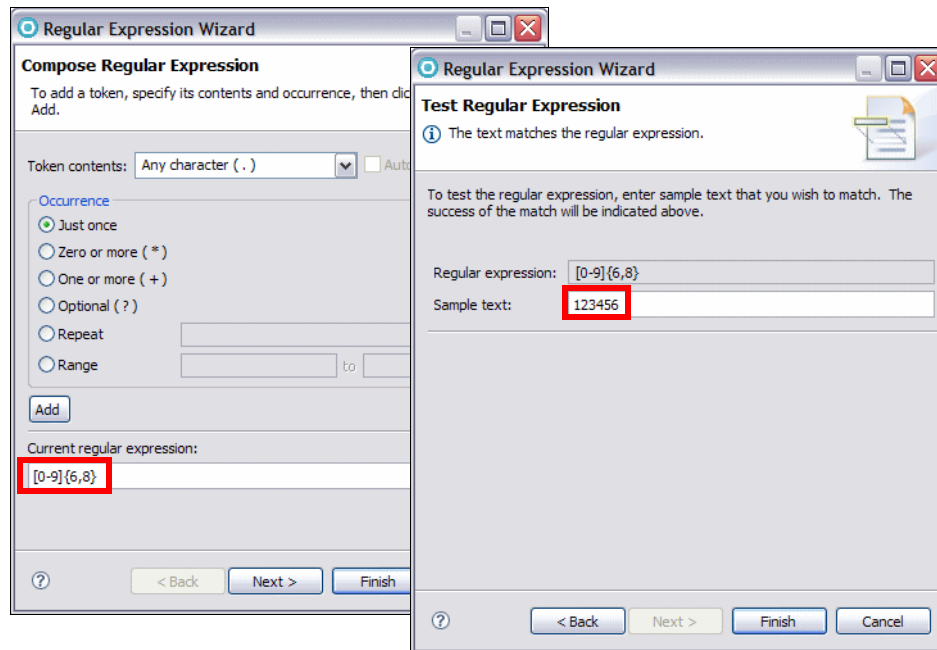 Regular Expression Wizard
Compose Regular Expression
To add a token, specify its contents and occurrence, then clic
Add.
Token contents: Any character ( . ) Auto
Occurrence
Just once
Zero or more ( * )
One or more ( + )
Optional ( ? )
Repeat
Range to
Add
Current regular expression:
[0-9]{6,8}
? < Back Next > Finish
Regular Expression Wizard
Test Regular Expression
The text matches the regular expression.
To test the regular expression, enter sample text that you wish to match. The
success of the match will be indicated above.
Regular expression: [0-9]{6,8}
Sample text: 123456
? < Back Next > Finish Cancel